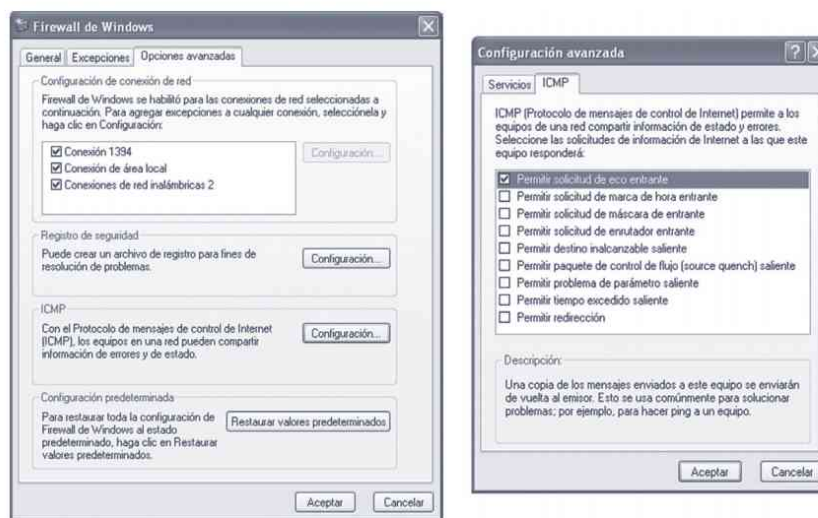 Firewall de Windows
General Excepciones Opciones avanzadas
Configuración de conexión de red
Firewall de Windows se habilitó para las conexiones de red seleccionadas a
continuación. Para agregar excepciones a cualquier conexión, selecciónela y
haga clic en Configuración:
Conexión 1394
Conexión de área local
Conexiones de red inalámbricas 2
Configuración...
Registro de seguridad
Puede crear un archivo de registro para fines de
resolución de problemas.
Configuración...
ICMP
Con el Protocolo de mensajes de control de Internet
(ICMP), los equipos en una red pueden compartir
información de errores y de estado.
Configuración...
Configuración predeterminada
Para restaurar toda la configuración de
Firewall de Windows al estado
predeterminado, haga clic en Restaurar
valores predeterminados.
Restaurar valores predeterminados
Aceptar Cancelar
Configuración avanzada
Servicios ICMP
ICMP (Protocolo de mensajes de control de Internet) permite a los
equipos de una red compartir información de estado y errores.
Seleccione las solicitudes de información de Internet a las que este
equipo responderá:
Permitir solicitud de eco entrante
Permitir solicitud de marca de hora entrante
Permitir solicitud de máscara de entrante
Permitir solicitud de enrutador entrante
Permitir destino inalcanzable saliente
Permitir paquete de control de flujo (source quench) saliente
Permitir problema de parámetro saliente
Permitir tiempo excedido saliente
Permitir redirección
Descripción:
Una copia de los mensajes enviados a este equipo se enviarán
de vuelta al emisor. Esto se usa comúnmente para solucionar
problemas; por ejemplo, para hacer ping a un equipo.
Aceptar Cancelar